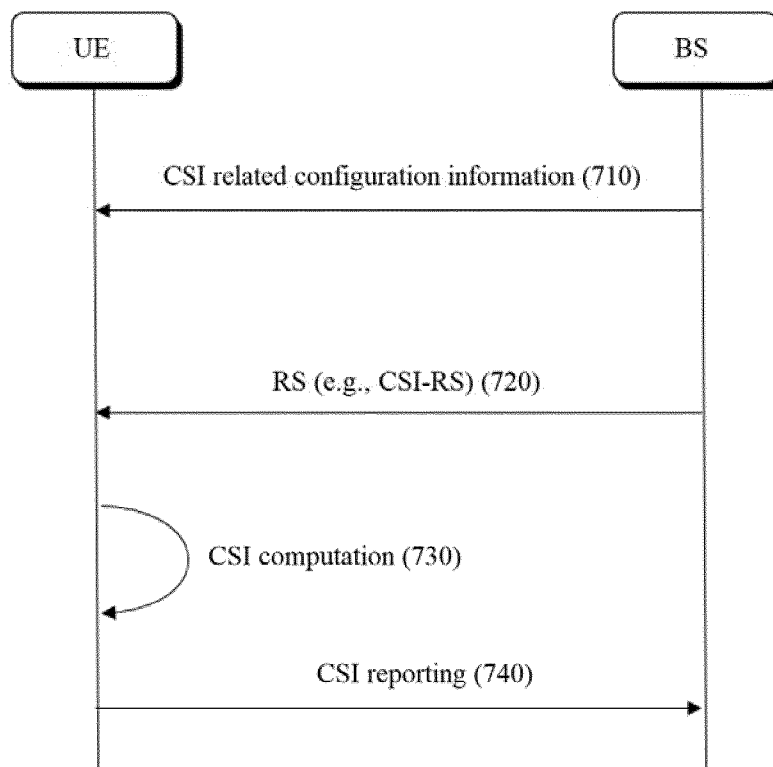 UE
BS
CSI related configuration information (710)
RS (e.g., CSI-RS) (720)
CSI computation (730)
CSI reporting (740)